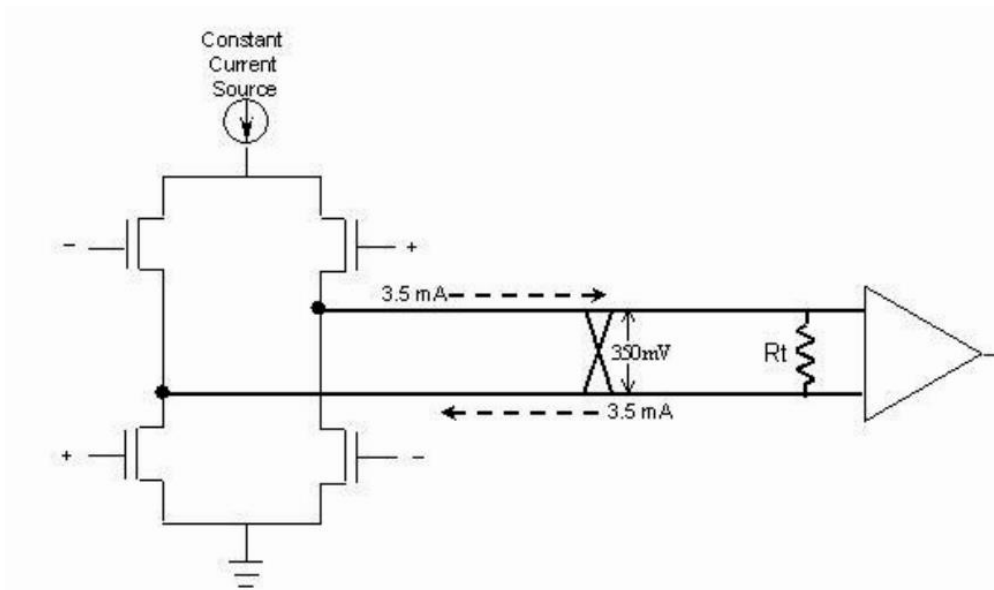 Constant
Current
Source
-
+
3.5 mA
350mV
Rt
3.5 mA
+
-